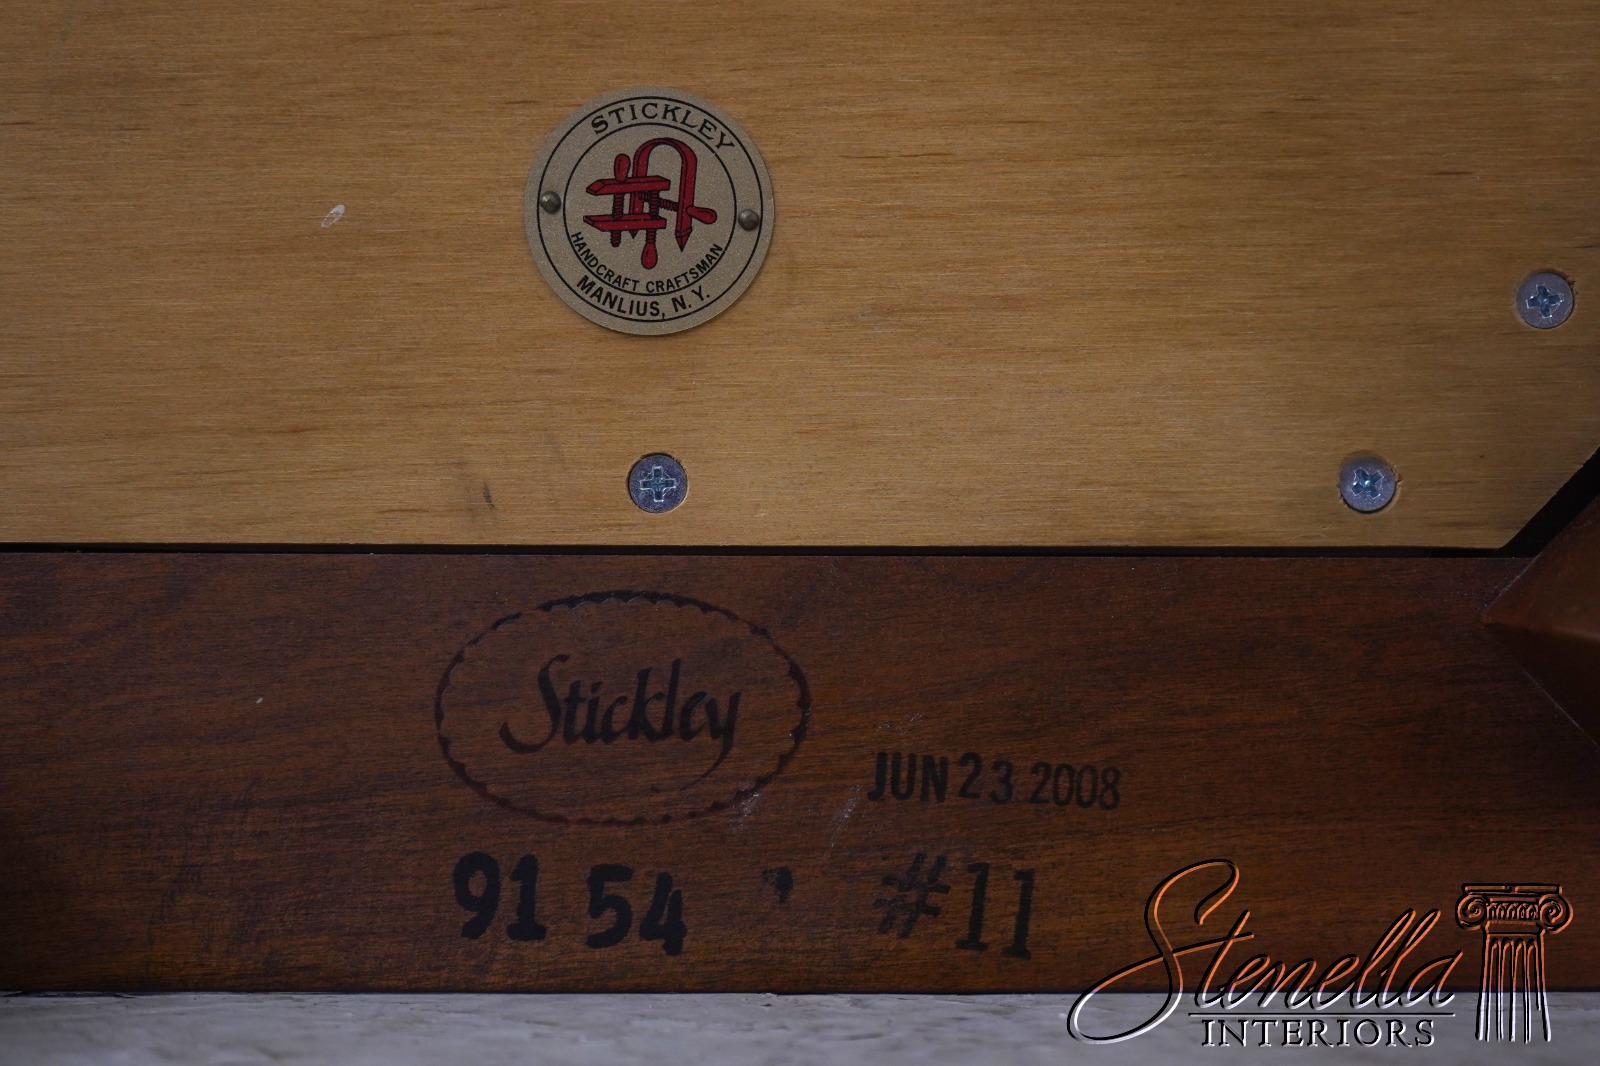 STICKLEY
HANDCRAFT CRAFTSMAN
MANLIUS, N.Y.
Stickley
JUN 23 2008
91 54
#11
Stenella
INTERIORS